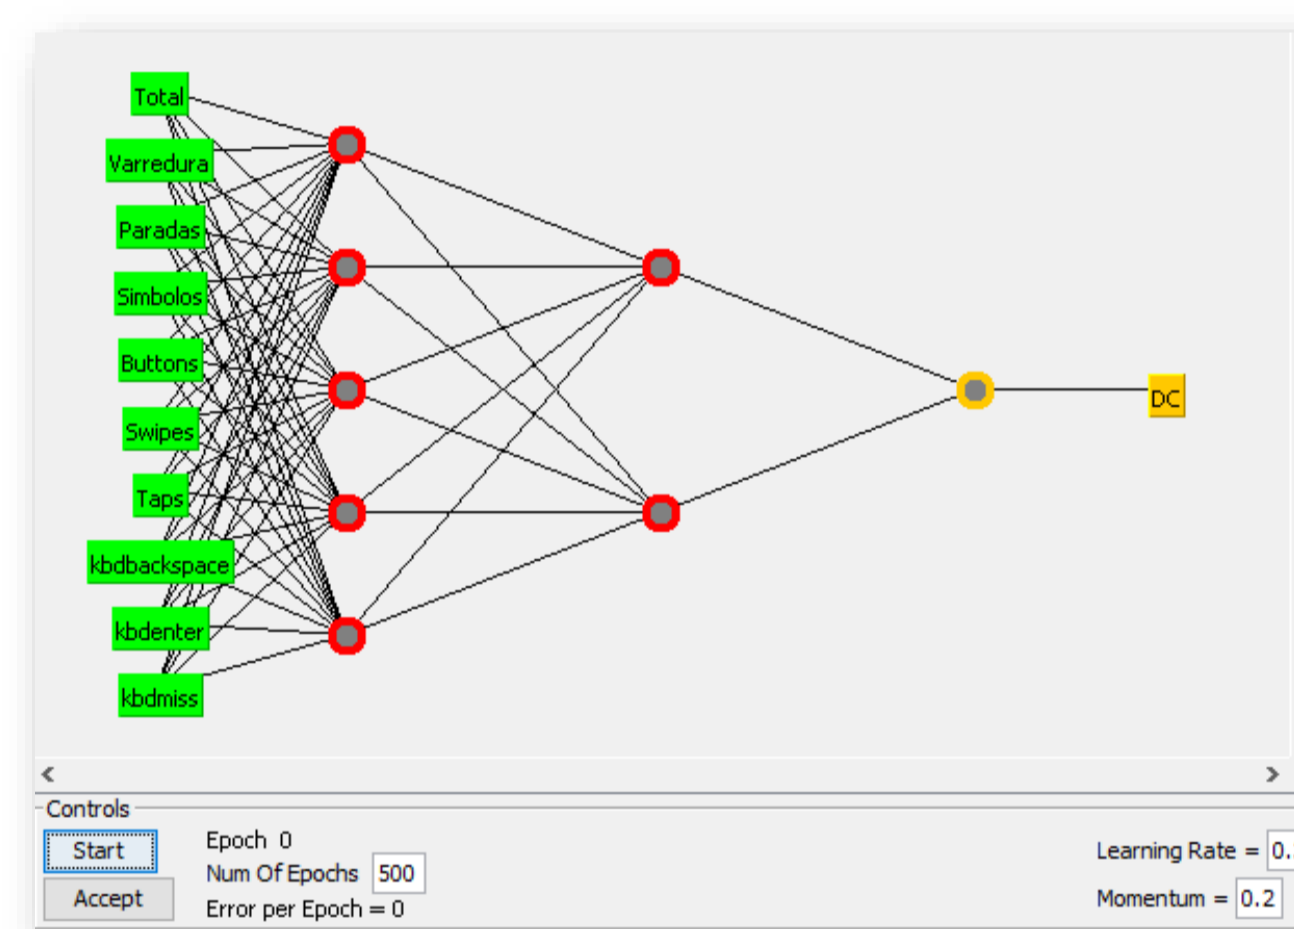 Total
Varredura
Paradas
Simbolos
Buttons
Swipes
Taps
kbdbackspace
kbdenter
kbdmiss
DC
Controls
Start
Accept
Epoch 0
Num Of Epochs 500
Error per Epoch = 0
Learning Rate = 0.
Momentum = 0.2